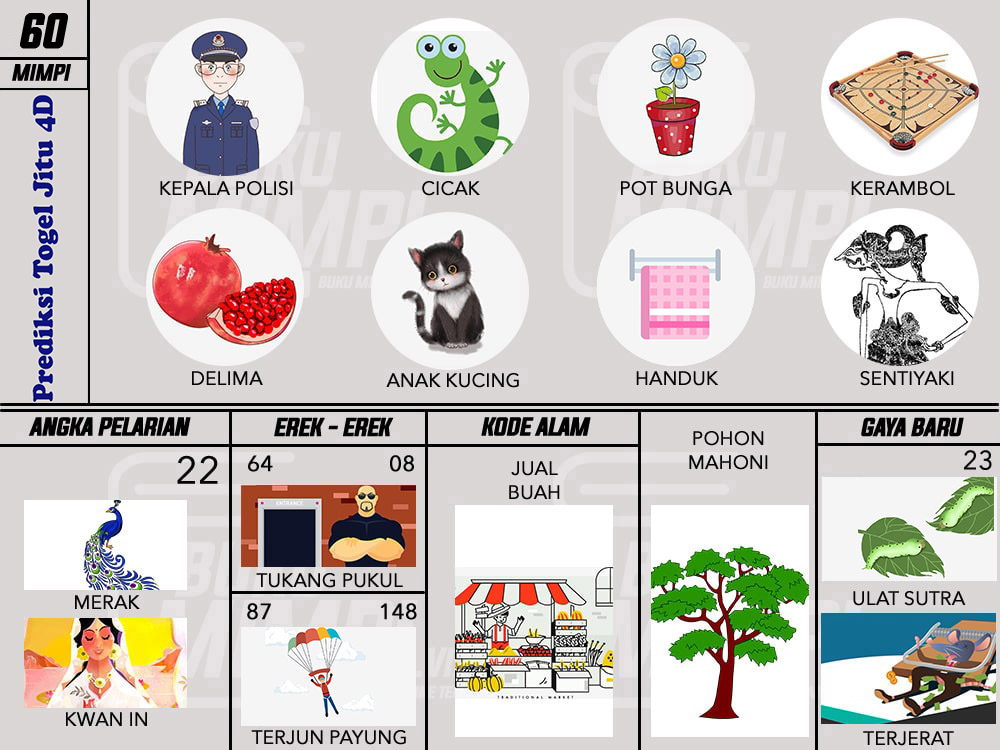 60
MIMPI
Prediksi Togel Jitu 4D
KEPALA POLISI
CICAK
POT BUNGA
KERAMBOL
DELIMA
ANAK KUCING
HANDUK
SENTIYAKI
ANGKA PELARIAN
22
MERAK
KWAN IN
EREK - EREK
64 08
ENTRANCE
TUKANG PUKUL
87 148
TERJUN PAYUNG
KODE ALAM
JUAL
BUAH
TRADITIONAL MARKET
POHON
MAHONI
GAYA BARU
23
ULAT SUTRA
TERJERAT